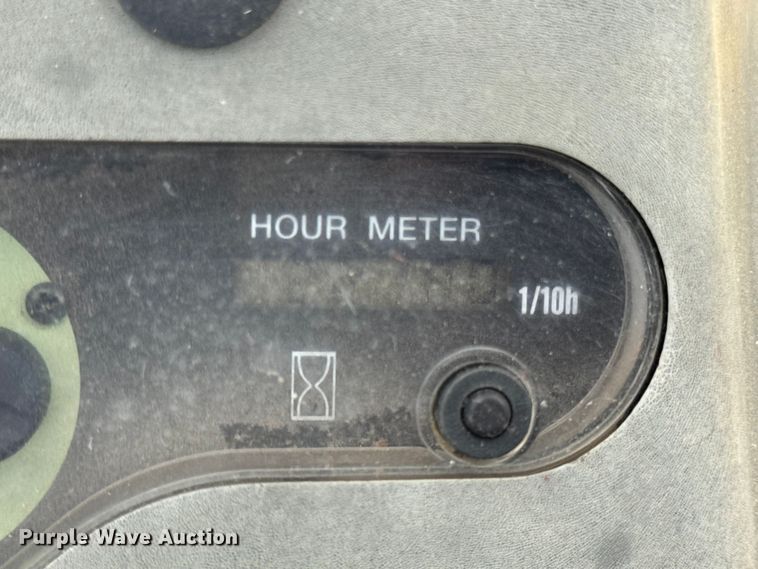 HOUR METER
1/10h
Purple Wave Auction